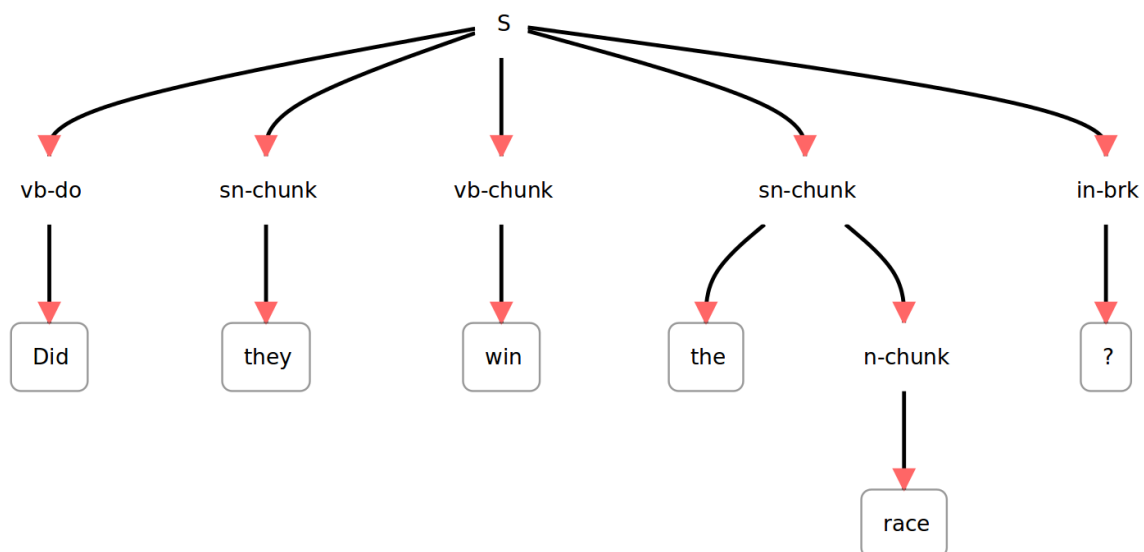 S
vb-do sn-chunk vb-chunk sn-chunk in-brk
Did they win the n-chunk ?
race